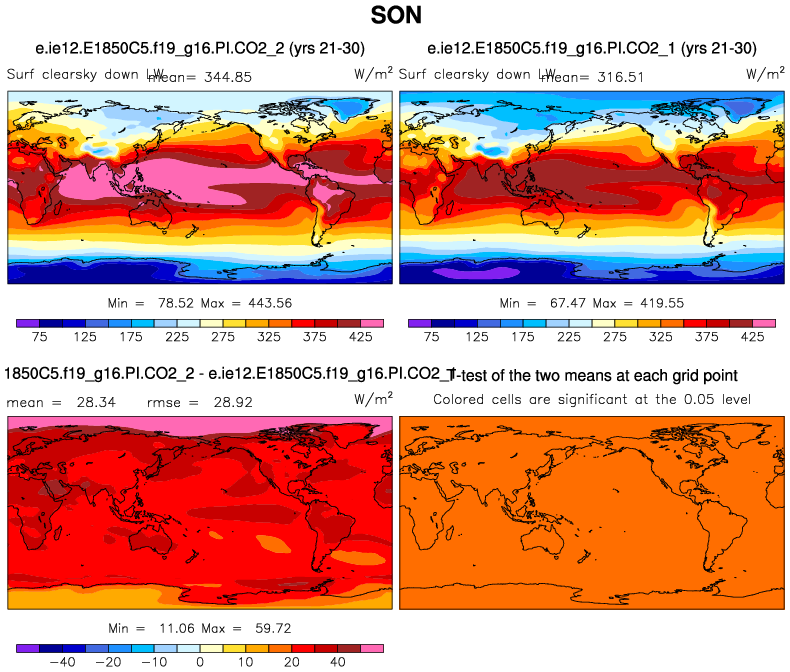 SON
e.ie12.E1850C5.f19_g16.PI.CO2_2 (yrs 21-30)
e.ie12.E1850C5.f19_g16.PI.CO2_1 (yrs 21-30)
Surf clearsky down LW mean= 344.85 W/m²
Surf clearsky down LW mean= 316.51 W/m²
Min = 78.52 Max = 443.56
Min = 67.47 Max = 419.55
75 125 175 225 275 325 375 425
75 125 175 225 275 325 375 425
1850C5.f19_g16.PI.CO2_2 - e.ie12.E1850C5.f19_g16.PI.CO2_1
T-test of the two means at each grid point
mean = 28.34 rmse = 28.92 W/m²
Colored cells are significant at the 0.05 level
Min = 11.06 Max = 59.72
−40 −20 −10 0 10 20 40